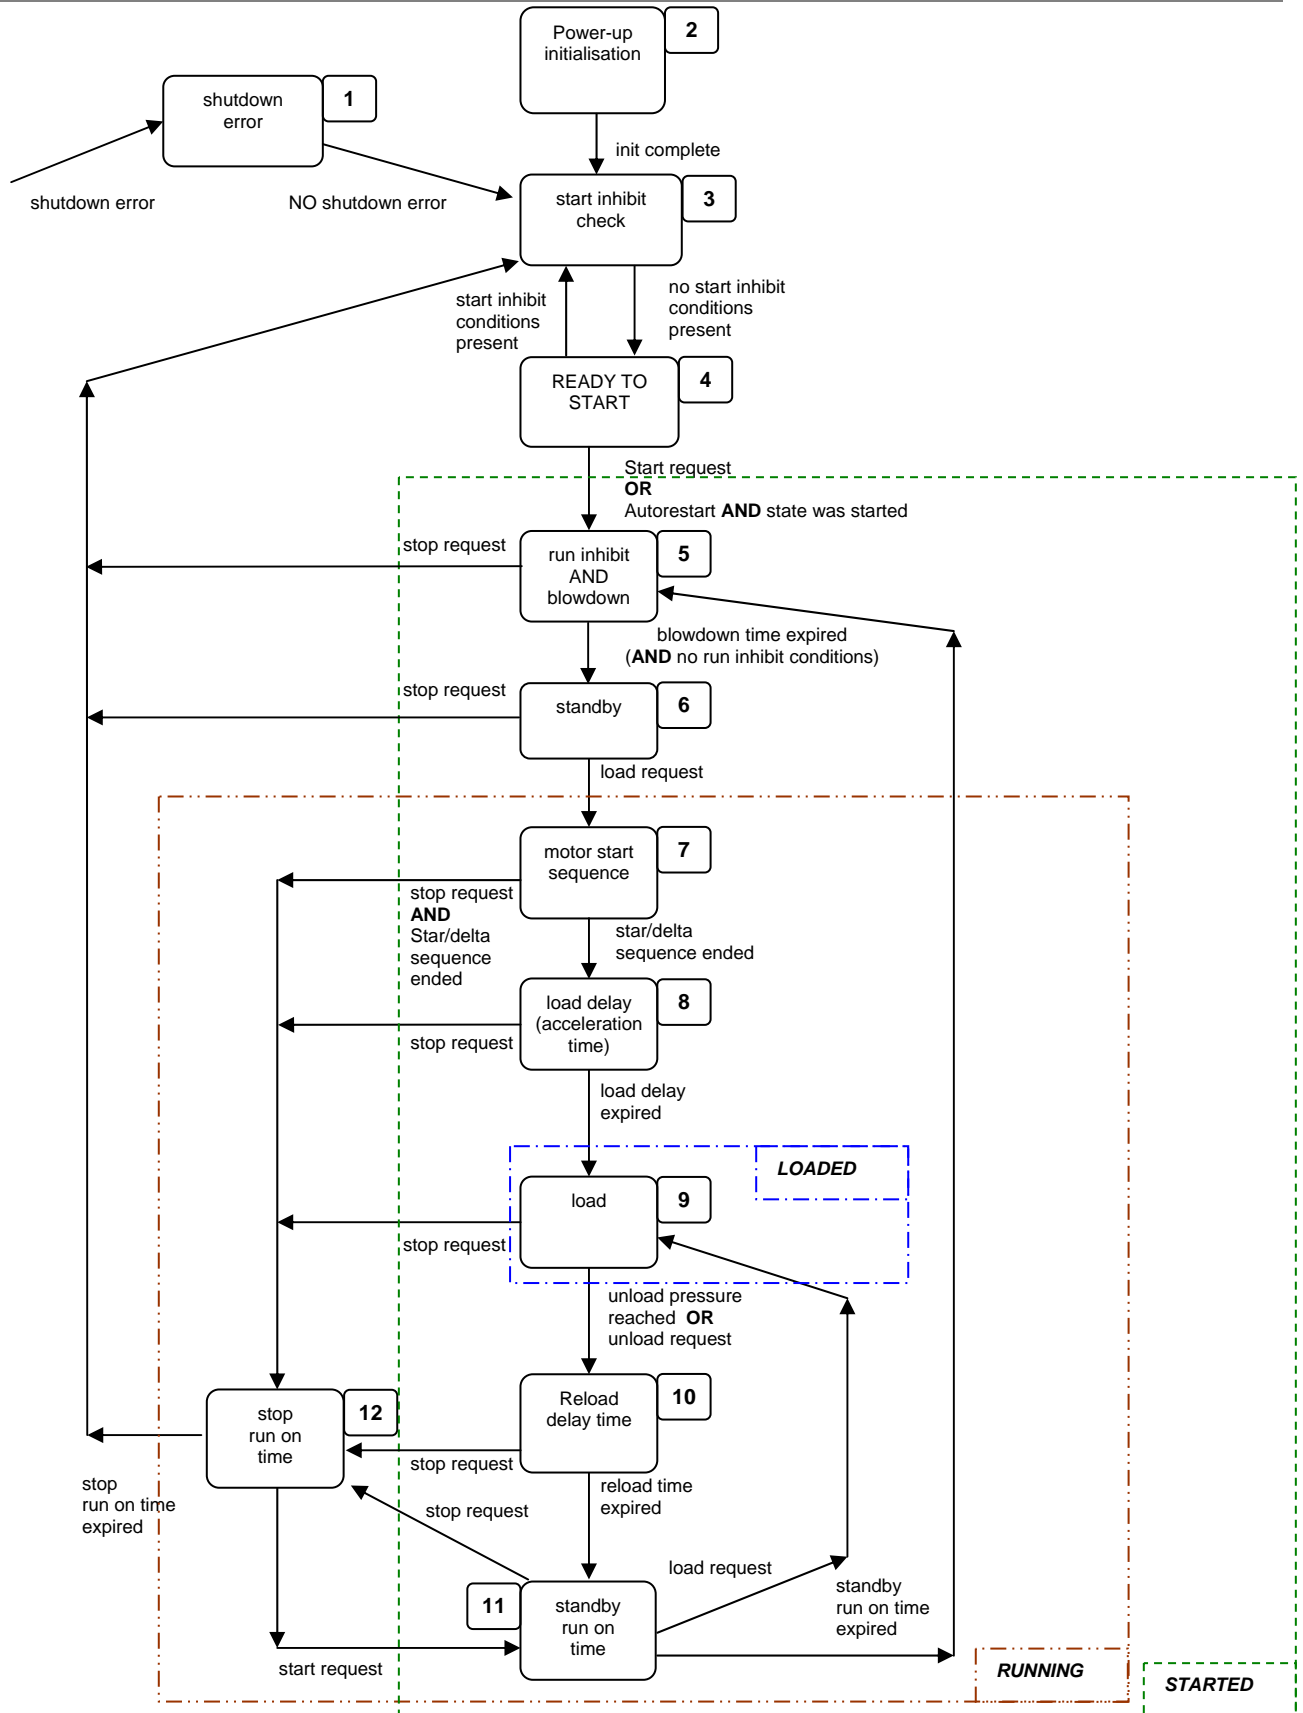 Power-up
initialisation
2
shutdown
error
1
init complete
shutdown error
NO shutdown error
start inhibit
check
3
start inhibit
conditions
present
no start inhibit
conditions
present
READY TO
START
4
Start request
OR
Autorestart AND state was started
stop request
run inhibit
AND
blowdown
5
blowdown time expired
(AND no run inhibit conditions)
stop request
standby
6
load request
motor start
sequence
7
stop request
AND
Star/delta
sequence
ended
star/delta
sequence ended
load delay
(acceleration
time)
8
stop request
load delay
expired
LOADED
load
9
stop request
unload pressure
reached OR
unload request
Reload
delay time
10
stop
run on
time
12
stop request
reload time
expired
stop
run on time
expired
stop request
load request
standby
run on time
expired
11
standby
run on
time
start request
RUNNING
STARTED